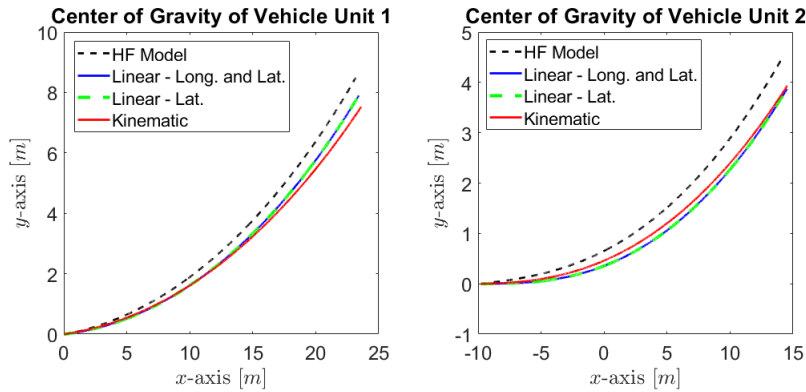 Center of Gravity of Vehicle Unit 1
10
8
6
4
2
0
y-axis [m]
HF Model
Linear - Long. and Lat.
Linear - Lat.
Kinematic
0 5 10 15 20 25
x-axis [m]
Center of Gravity of Vehicle Unit 2
5
4
3
2
1
0
-1
y-axis [m]
HF Model
Linear - Long. and Lat.
Linear - Lat.
Kinematic
-10 -5 0 5 10 15
x-axis [m]